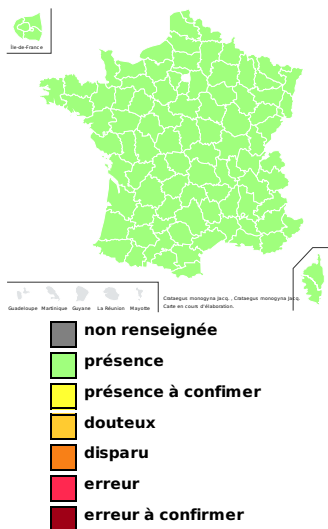 Île-de-France
Guadeloupe Martinique Guyane La Réunion Mayotte
Crataegus monogyna Jacq. , Crataegus monogyna Jacq.
Carte en cours d'élaboration.
non renseignée
présence
présence à confimer
douteux
disparu
erreur
erreur à confirmer